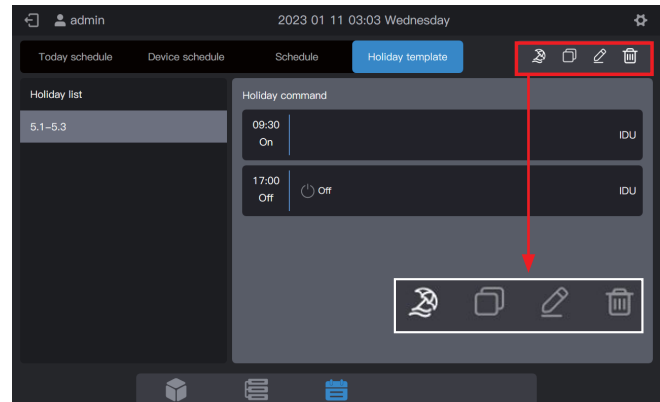 admin
2023 01 11 03:03 Wednesday
Today schedule Device schedule Schedule Holiday template
Holiday list
5.1–5.3
Holiday command
09:30
On
IDU
17:00
Off
Off
IDU